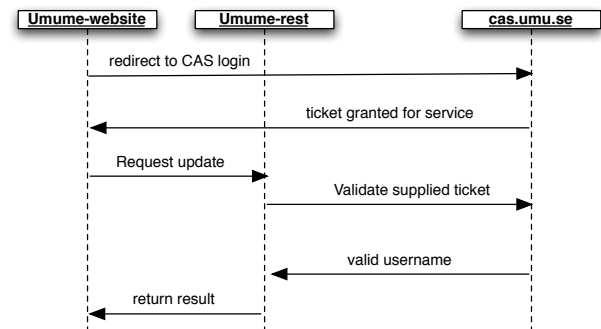 Umume-website
Umume-rest
cas.umu.se
redirect to CAS login
ticket granted for service
Request update
Validate supplied ticket
valid username
return result